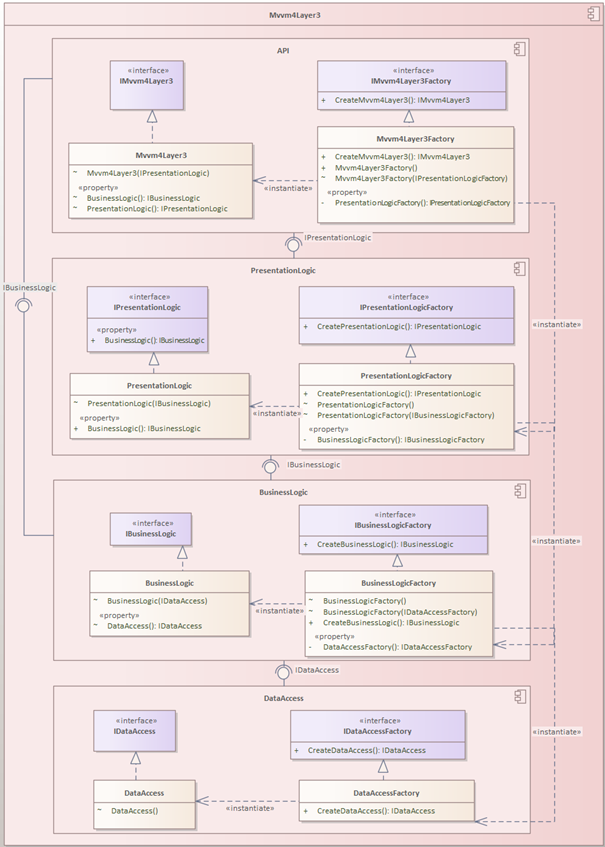 Mvvm4Layer3
API
«interface»
IMvvm4Layer3
«interface»
IMvvm4Layer3Factory
+ CreateMvvm4Layer3(): IMvvm4Layer3
Mvvm4Layer3
~ Mvvm4Layer3(IPresentationLogic)
«property»
~ BusinessLogic(): IBusinessLogic
~ PresentationLogic(): IPresentationLogic
«instantiate»
Mvvm4Layer3Factory
+ CreateMvvm4Layer3(): IMvvm4Layer3
+ Mvvm4Layer3Factory()
~ Mvvm4Layer3Factory(IPresentationLogicFactory)
«property»
- PresentationLogicFactory(): IPresentationLogicFactory
IPresentationLogic
IBusinessLogic
PresentationLogic
«interface»
IPresentationLogic
«property»
+ BusinessLogic(): IBusinessLogic
«interface»
IPresentationLogicFactory
+ CreatePresentationLogic(): IPresentationLogic
«instantiate»
PresentationLogic
~ PresentationLogic(IBusinessLogic)
«property»
+ BusinessLogic(): IBusinessLogic
«instantiate»
PresentationLogicFactory
+ CreatePresentationLogic(): IPresentationLogic
~ PresentationLogicFactory()
~ PresentationLogicFactory(IBusinessLogicFactory)
«property»
- BusinessLogicFactory(): IBusinessLogicFactory
IBusinessLogic
BusinessLogic
«interface»
IBusinessLogic
«interface»
IBusinessLogicFactory
+ CreateBusinessLogic(): IBusinessLogic
«instantiate»
BusinessLogic
~ BusinessLogic(IDataAccess)
«property»
~ DataAccess(): IDataAccess
«instantiate»
BusinessLogicFactory
~ BusinessLogicFactory()
~ BusinessLogicFactory(IDataAccessFactory)
+ CreateBusinessLogic(): IBusinessLogic
«property»
- DataAccessFactory(): IDataAccessFactory
IDataAccess
DataAccess
«interface»
IDataAccess
«interface»
IDataAccessFactory
+ CreateDataAccess(): IDataAccess
«instantiate»
DataAccess
~ DataAccess()
«instantiate»
DataAccessFactory
+ CreateDataAccess(): IDataAccess